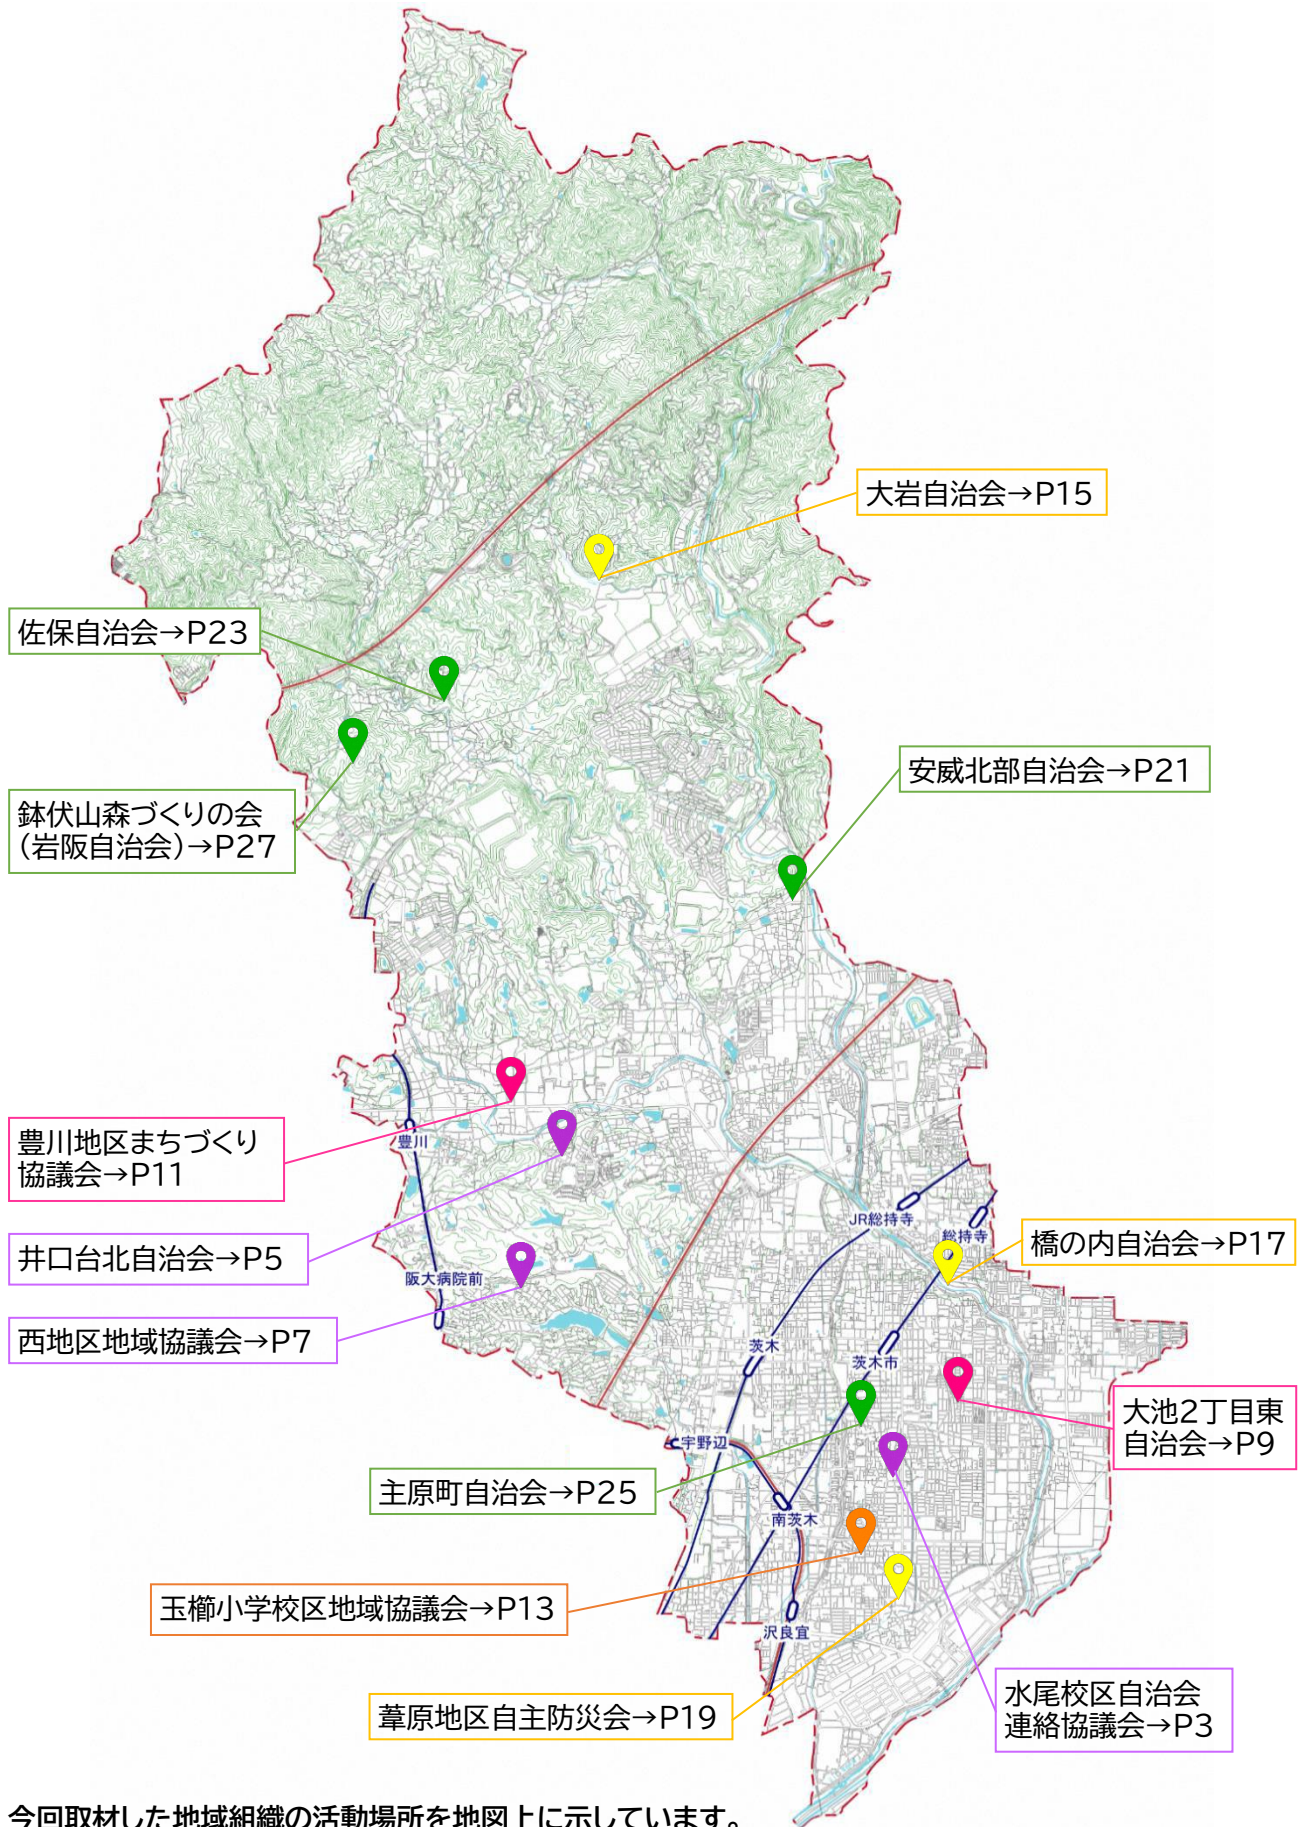 大岩自治会→P15
佐保自治会→P23
安威北部自治会→P21
鉢伏山森づくりの会
（岩阪自治会）→P27
豊川地区まちづくり
協議会→P11
豊川
井口台北自治会→P5
JR総持寺
総持寺
橋の内自治会→P17
阪大病院前
西地区地域協議会→P7
茨木
茨木市
大池2丁目東
自治会→P9
宇野辺
主原町自治会→P25
南茨木
玉櫛小学校区地域協議会→P13
沢良宜
葦原地区自主防災会→P19
水尾校区自治会
連絡協議会→P3
今回取材した地域組織の活動場所を地図上に示しています。